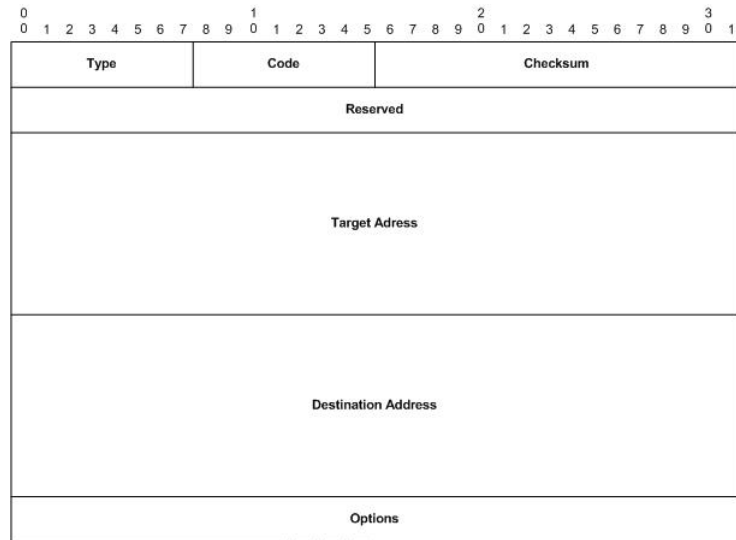 0 1 2 3
0 1 2 3 4 5 6 7 8 9 0 1 2 3 4 5 6 7 8 9 0 1 2 3 4 5 6 7 8 9 0 1
Type Code Checksum
Reserved
Target Adress
Destination Address
Options